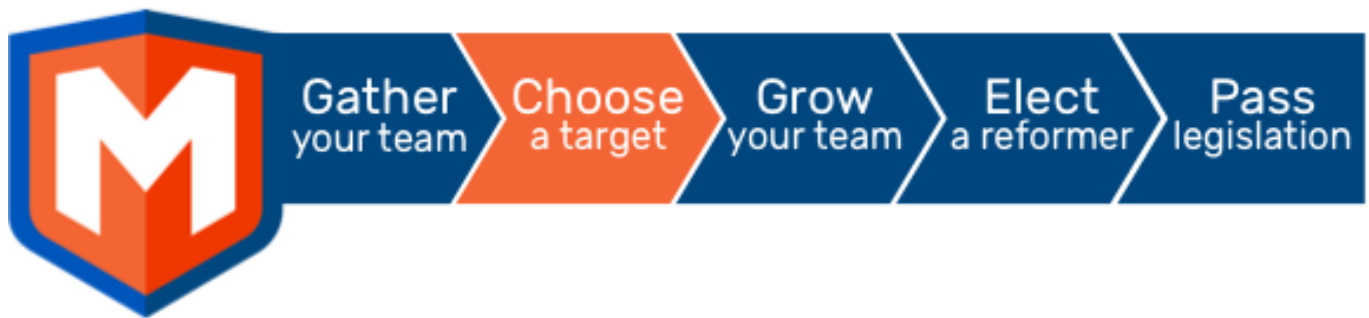 M
Gather
your team
Choose
a target
Grow
your team
Elect
a reformer
Pass
legislation